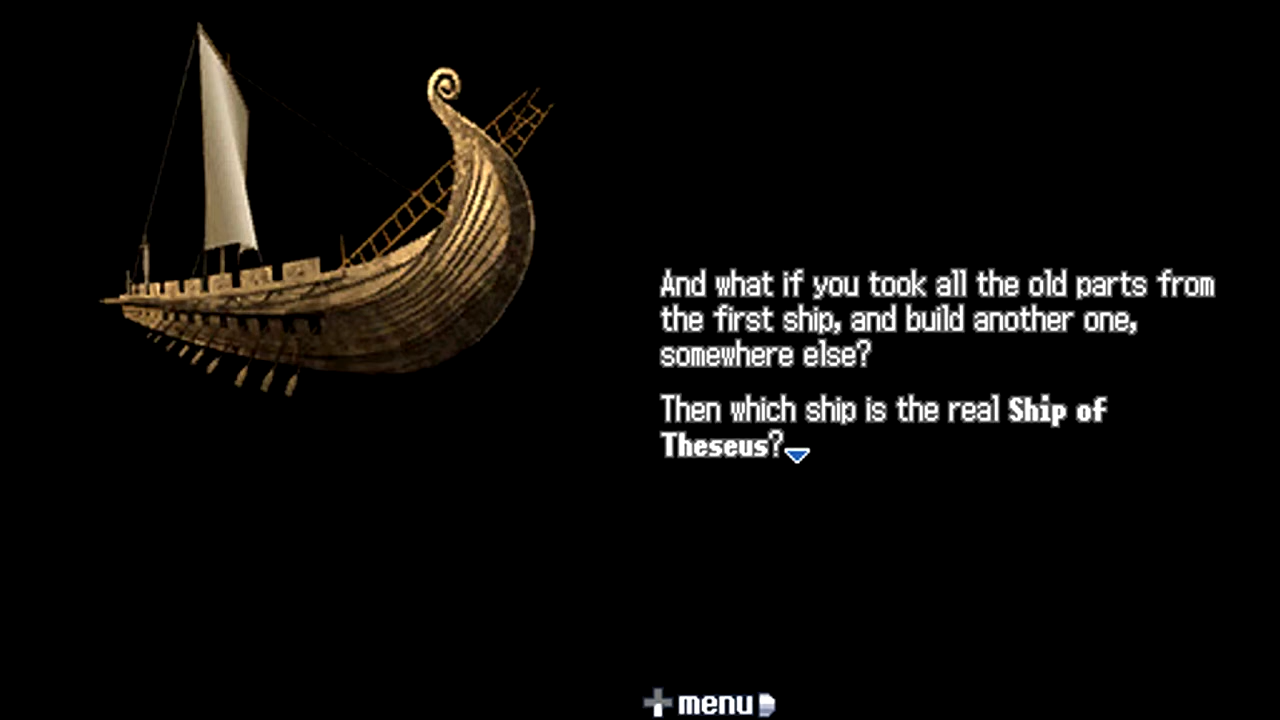 And what if you took all the old parts from
the first ship, and build another one,
somewhere else?
Then which ship is the real Ship of
Theseus?
menu